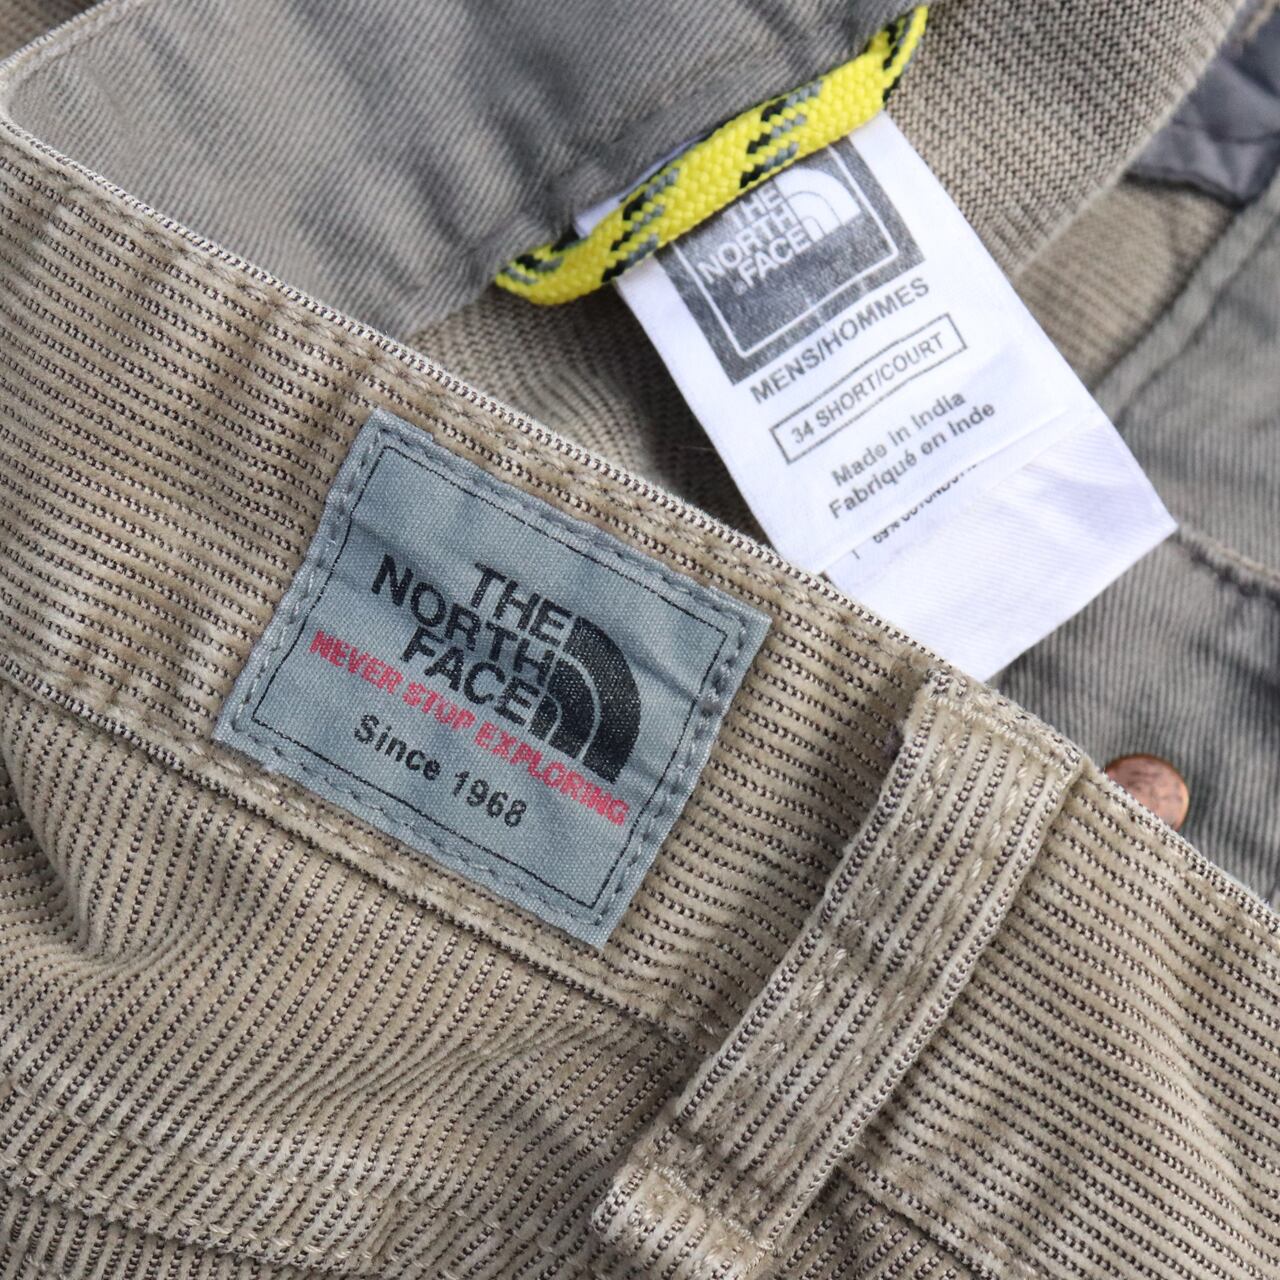 THE
NORTH
FACE
MENS/HOMMES
34 SHORT/COURT
Made in India
Fabriqué en Inde
THE
NORTH
FACE
NEVER STOP EXPLORING
Since 1968